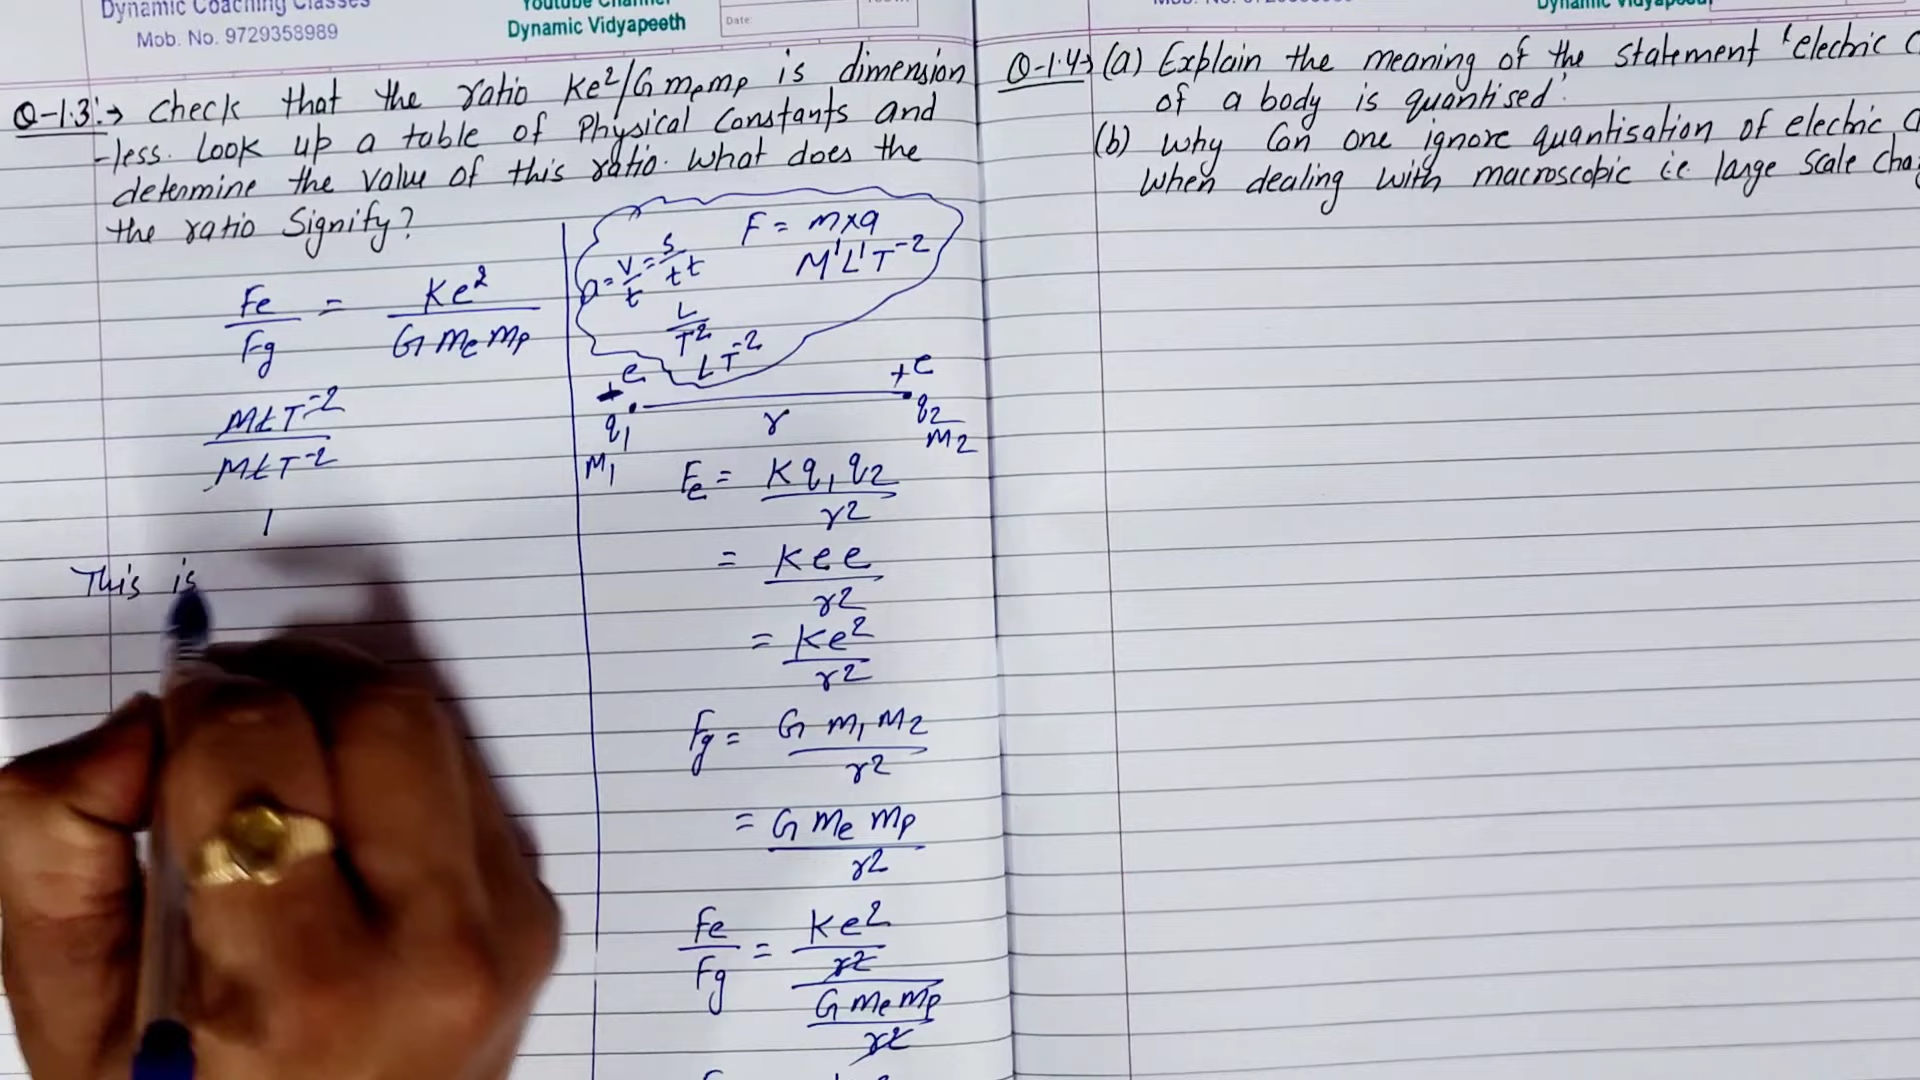 Dynamic Coaching Classes
Mob. No. 9729358989
Youtube Channel
Dynamic Vidyapeeth
Date:
Dynamic Vidyapeeth
Q-1.3:→ Check that the ratio Ke²/G memp is dimension
-less. Look up a table of Physical Constants and
determine the value of this ratio. What does the
the ratio Signify?
Fe/Fg = Ke²/G me mp
MLT⁻²/MLT⁻²
1
This is
a = v/t = s/t t
F = m×a
M¹L¹T⁻²
L/T²
LT⁻²
+e
+e
q₁
r
q₂
M₁
M₂
Fe = K q₁ q₂/r²
= K e e/r²
= Ke²/r²
Fg = G m₁ M₂/r²
= G me mp/r²
Fe/Fg = Ke²/r²/G me mp/r²
Q-1.4→ (a) Explain the meaning of the statement 'electric
of a body is quantised'.
(b) Why Can one ignore quantisation of electric
When dealing with macroscopic i.e. large Scale